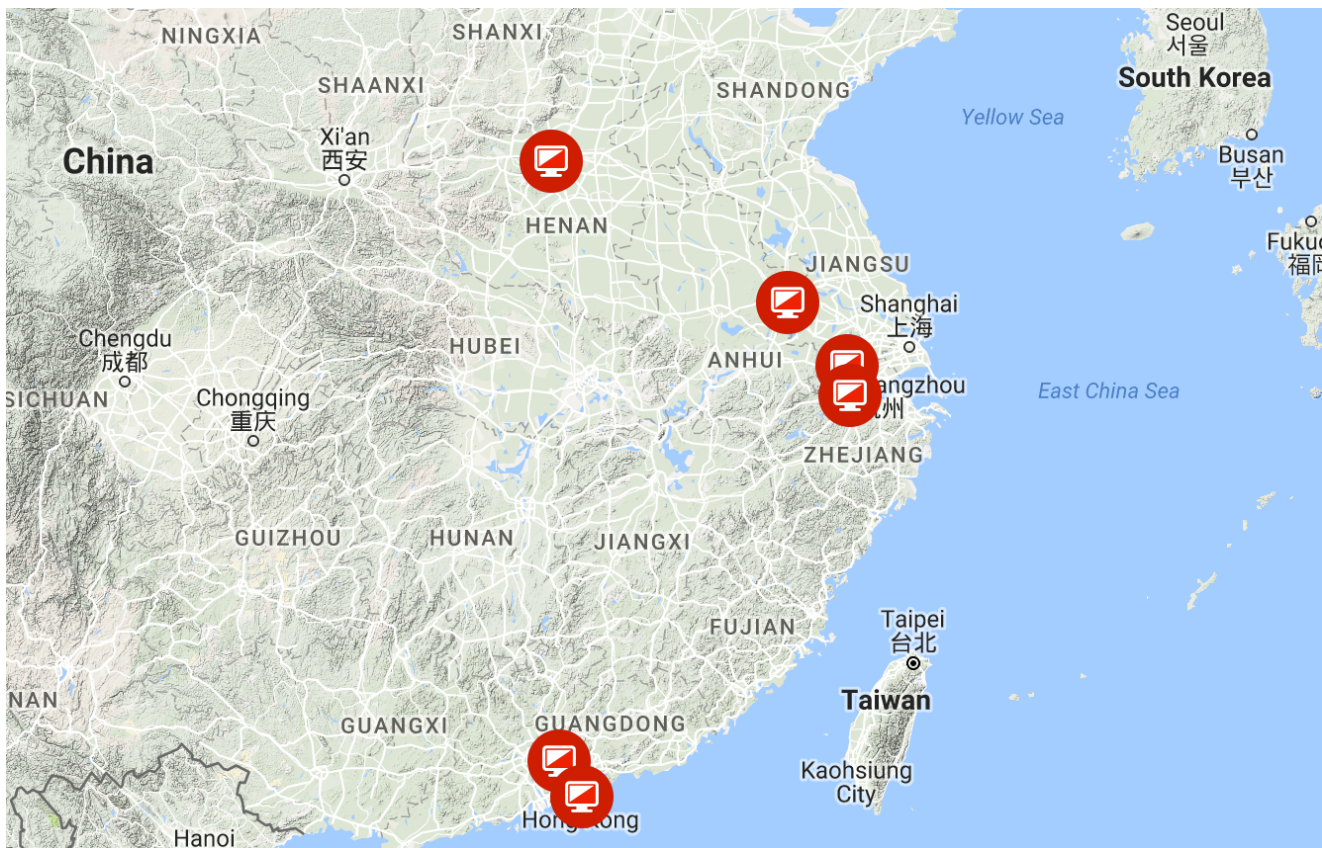 NINGXIA
SHANXI
Seoul
서울
SHAANXI
SHANDONG
South Korea
Yellow Sea
Xi'an
西安
China
Busan
부산
HENAN
Fukuo
福岡
JIANGSU
Shanghai
上海
Chengdu
成都
HUBEI
ANHUI
SICHUAN
Chongqing
重庆
angzhou
州
East China Sea
ZHEJIANG
GUIZHOU
HUNAN
JIANGXI
FUJIAN
Taipei
台北
NAN
Taiwan
GUANGXI
GUANGDONG
Kaohsiung
City
Hong Kong
Hanoi